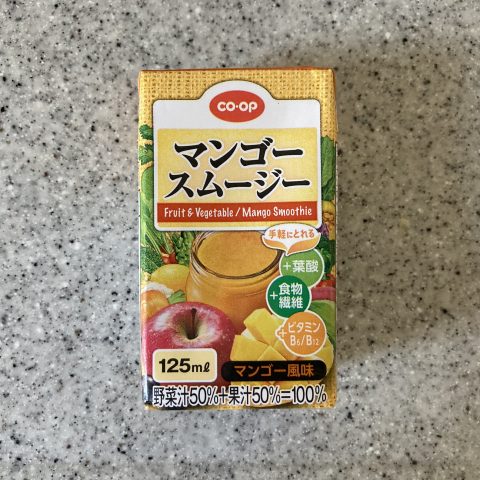 CO·OP
マンゴー
スムージー
Fruit & Vegetable / Mango Smoothie
手軽にとれる
+葉酸
+食物
繊維
+ビタミン
B6/B12
125mℓ
マンゴー風味
野菜汁50%+果汁50%=100%